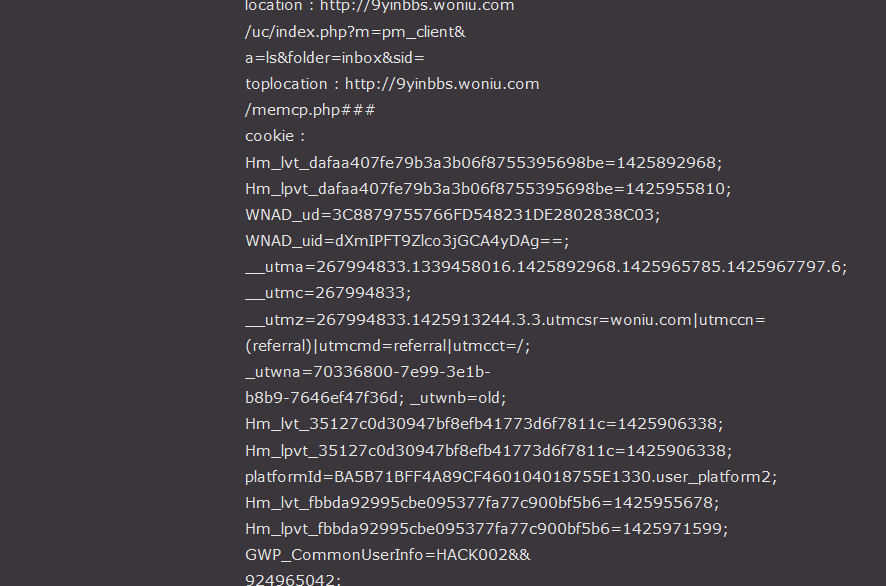 location : http://9yinbbs.woniu.com
/uc/index.php?m=pm_client&
a=ls&folder=inbox&sid=
toplocation : http://9yinbbs.woniu.com
/memcp.php###
cookie :
Hm_lvt_dafaa407fe79b3a3b06f8755395698be=1425892968;
Hm_lpvt_dafaa407fe79b3a3b06f8755395698be=1425955810;
WNAD_ud=3C8879755766FD548231DE2802838C03;
WNAD_uid=dXmIPFT9Zlco3jGCA4yDAg==;
__utma=267994833.1339458016.1425892968.1425965785.1425967797.6;
__utmc=267994833;
__utmz=267994833.1425913244.3.3.utmcsr=woniu.com|utmccn=
(referral)|utmcmd=referral|utmcct=/;
_utwna=70336800-7e99-3e1b-
b8b9-7646ef47f36d; _utwnb=old;
Hm_lvt_35127c0d30947bf8efb41773d6f7811c=1425906338;
Hm_lpvt_35127c0d30947bf8efb41773d6f7811c=1425906338;
platformId=BA5B71BFF4A89CF460104018755E1330.user_platform2;
Hm_lvt_fbbda92995cbe095377fa77c900bf5b6=1425955678;
Hm_lpvt_fbbda92995cbe095377fa77c900bf5b6=1425971599;
GWP_CommonUserInfo=HACK002&&
924965042;